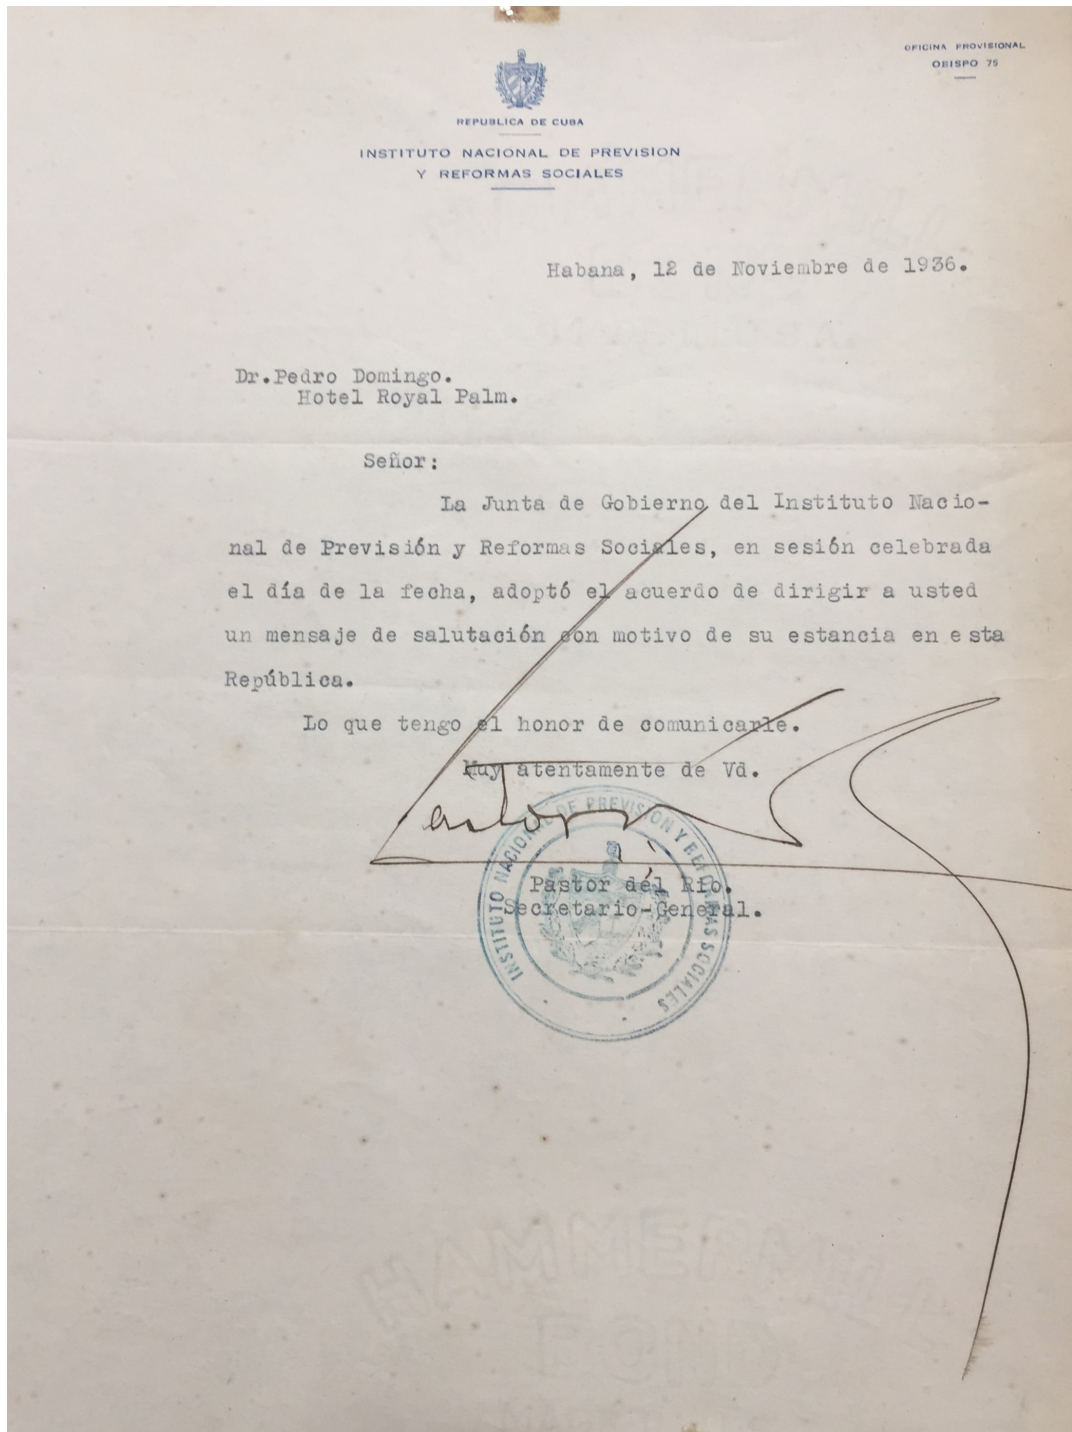 OFICINA PROVISIONAL
OBISPO 75
REPUBLICA DE CUBA
INSTITUTO NACIONAL DE PREVISION
Y REFORMAS SOCIALES
Habana, 12 de Noviembre de 1936.
Dr.Pedro Domingo.
Hotel Royal Palm.
Señor:
La Junta de Gobierno del Instituto Nacio-
nal de Previsión y Reformas Sociales, en sesión celebrada
el día de la fecha, adoptó el acuerdo de dirigir a usted
un mensaje de salutación con motivo de su estancia en esta
República.
Lo que tengo el honor de comunicarle.
Muy atentamente de Vd.
Pastor del Río.
Secretario-General.
INSTITUTO NACIONAL DE PREVISION Y REFORMAS SOCIALES
HAMMERMILL
BOND